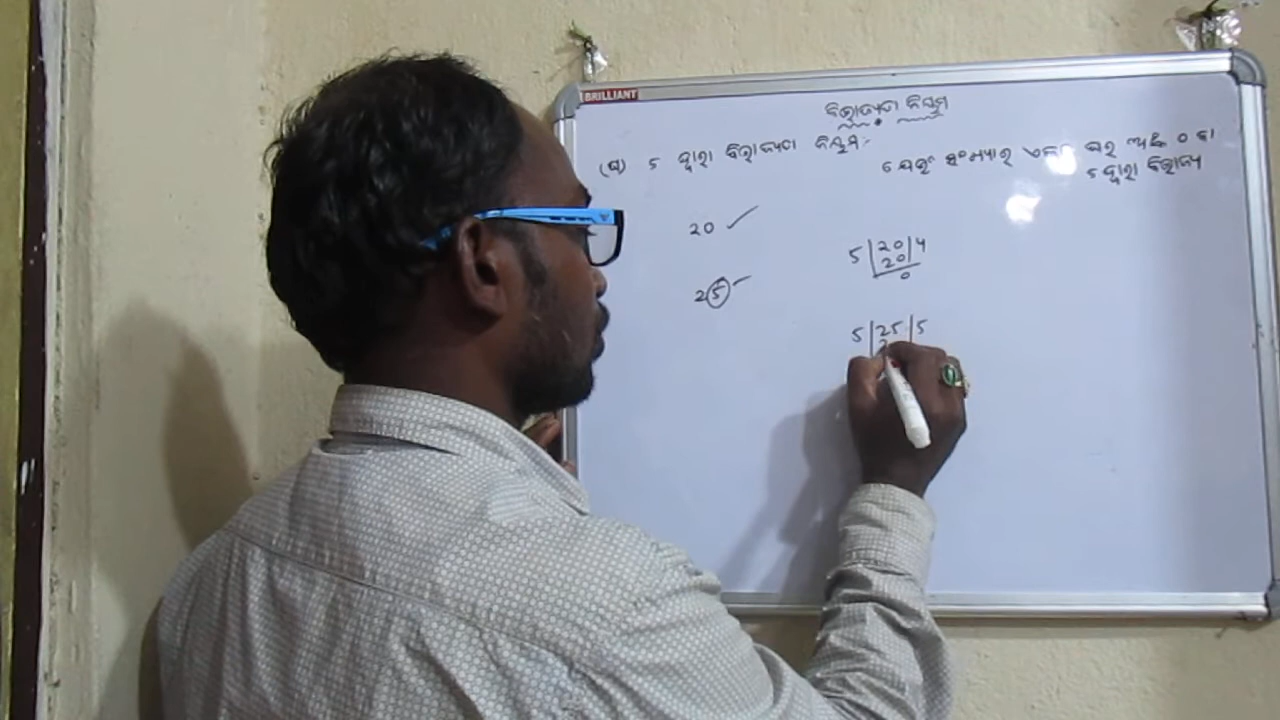 BRILLIANT
ବିଭାଜ୍ୟତା ନିୟମ
(ଘ) ୫ ଦ୍ୱାରା ବିଭାଜ୍ୟତା ନିୟମ:-
ଯେଉଁ ସଂଖ୍ୟାର ଏକକ ଘର ଅଙ୍କ ୦ ବା
୫ ଦ୍ୱାରା ବିଭାଜ୍ୟ
20 ✓
5 | 20 | 4
20
0
25 ✓
5 | 25 | 5